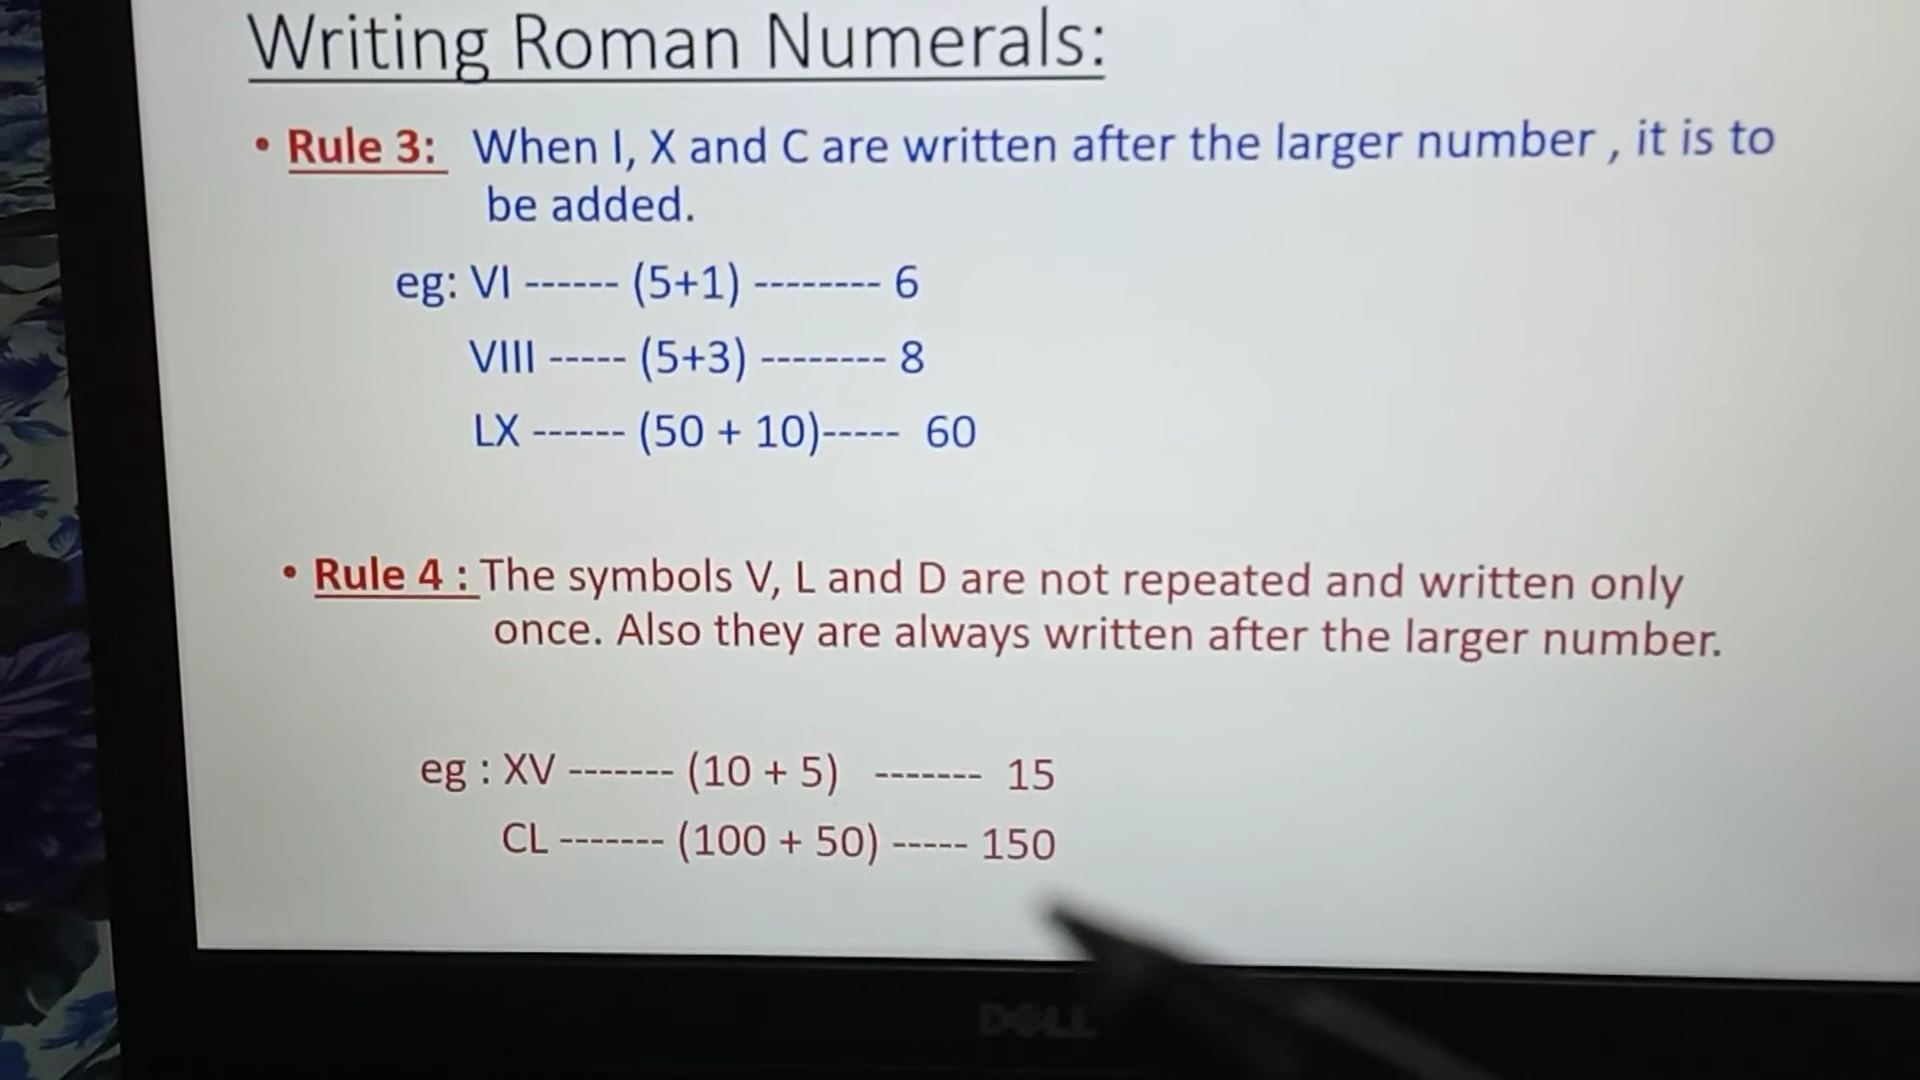 Writing Roman Numerals:
• Rule 3: When I, X and C are written after the larger number , it is to
be added.
eg: VI ------ (5+1) -------- 6
VIII ----- (5+3) -------- 8
LX ------ (50 + 10)----- 60
• Rule 4 : The symbols V, L and D are not repeated and written only
once. Also they are always written after the larger number.
eg : XV ------- (10 + 5) ------- 15
CL ------- (100 + 50) ----- 150
DELL